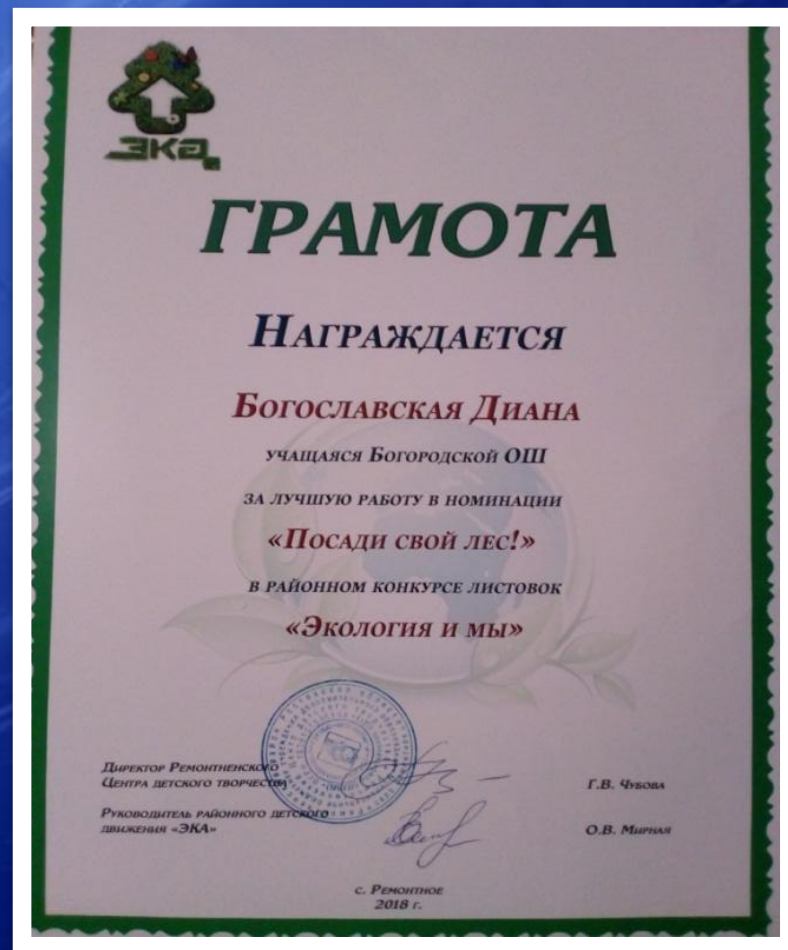 ЭКА
ГРАМОТА
НАГРАЖДАЕТСЯ
БОГОСЛАВСКАЯ ДИАНА
УЧАЩАЯСЯ БОГОРОДСКОЙ ОШ
ЗА ЛУЧШУЮ РАБОТУ В НОМИНАЦИИ
«ПОСАДИ СВОЙ ЛЕС!»
В РАЙОННОМ КОНКУРСЕ ЛИСТОВОК
«ЭКОЛОГИЯ И МЫ»
ДИРЕКТОР РЕМОНТНЕНСКОГО
ЦЕНТРА ДЕТСКОГО ТВОРЧЕСТВА Г.В. ЧУБОВА
РУКОВОДИТЕЛЬ РАЙОННОГО ДЕТСКОГО
ДВИЖЕНИЯ «ЭКА» О.В. МИРНАЯ
С. РЕМОНТНОЕ
2018 Г.